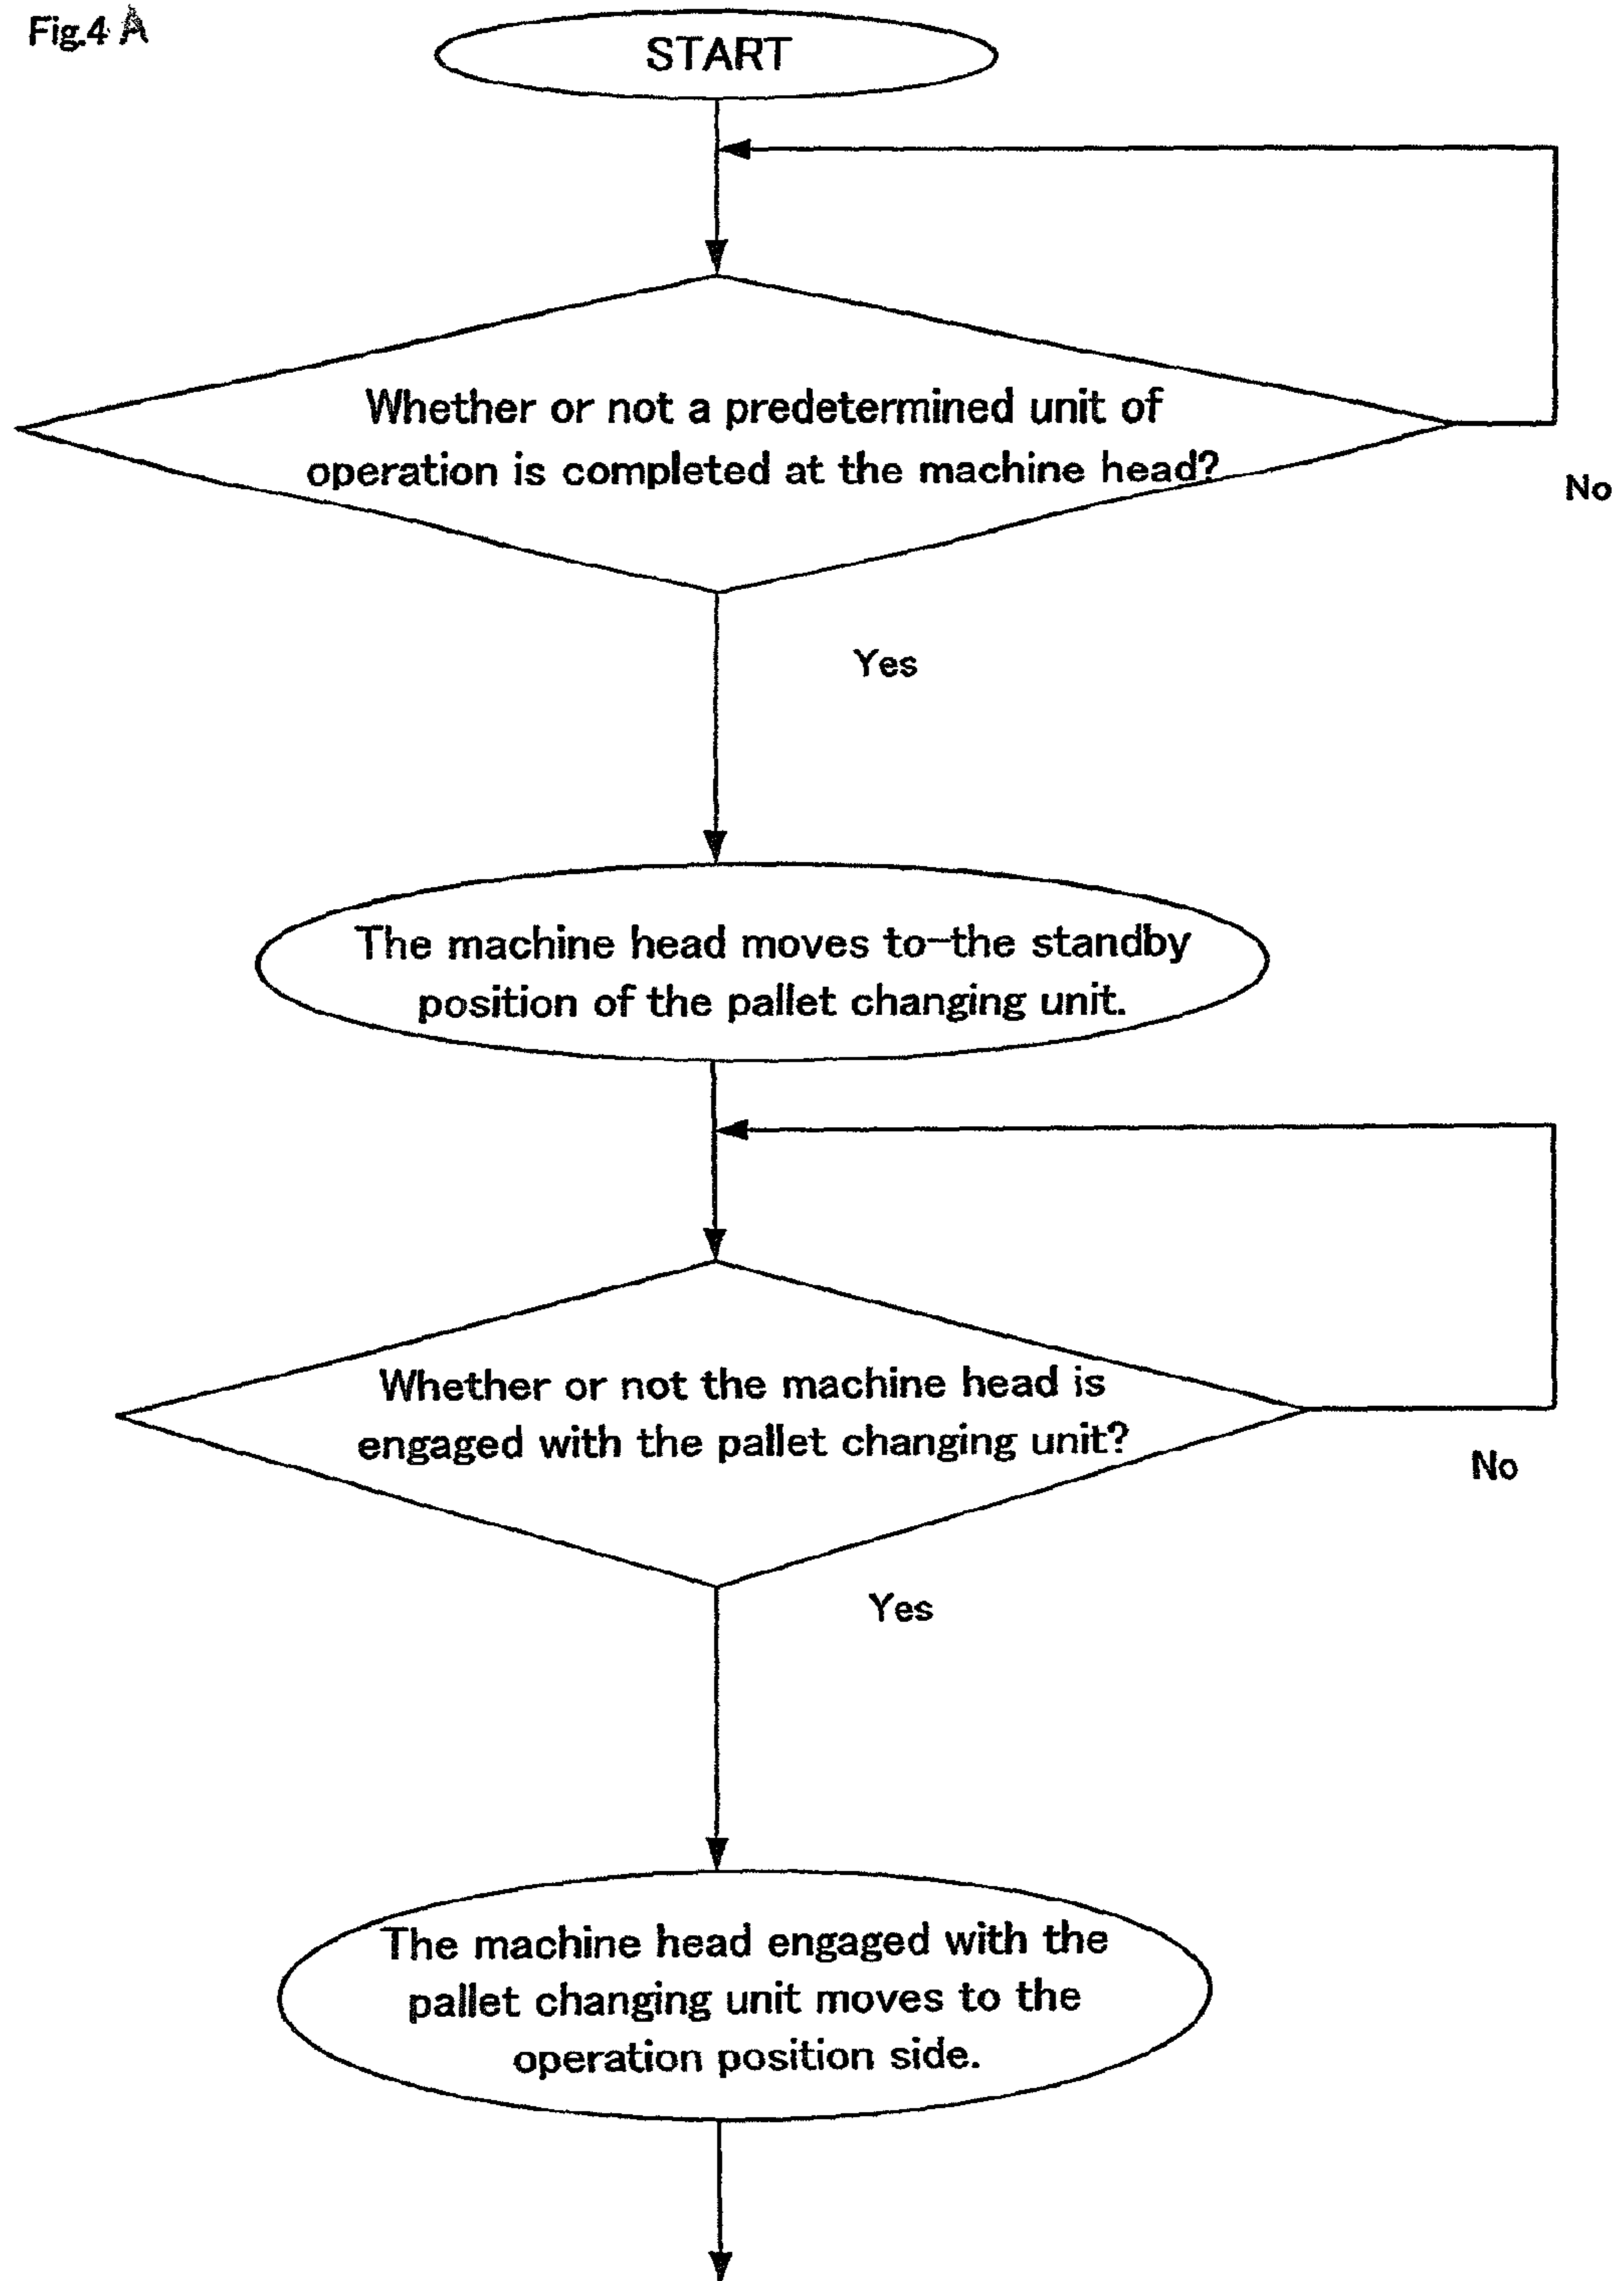 Fig.4 A
START
Whether or not a predetermined unit of
operation is completed at the machine head?
No
Yes
The machine head moves to-the standby
position of the pallet changing unit.
Whether or not the machine head is
engaged with the pallet changing unit?
No
Yes
The machine head engaged with the
pallet changing unit moves to the
operation position side.